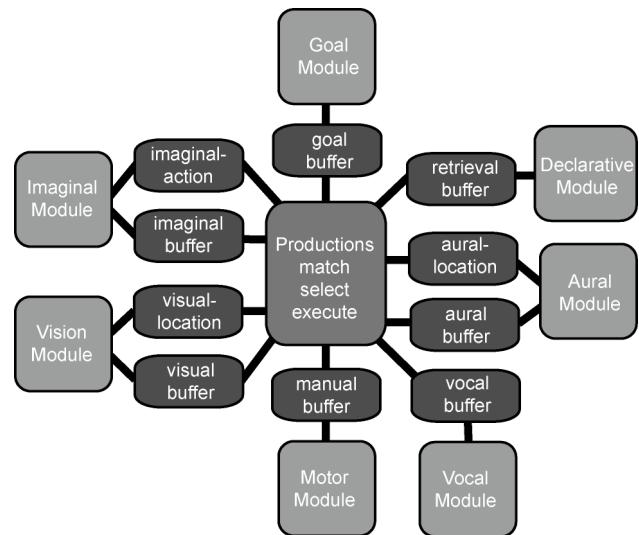 Goal
Module
goal
buffer
imaginal-
action
retrieval
buffer
Declarative
Module
Imaginal
Module
imaginal
buffer
Productions
match
select
execute
aural-
location
Aural
Module
aural
buffer
visual-
location
Vision
Module
visual
buffer
manual
buffer
vocal
buffer
Motor
Module
Vocal
Module